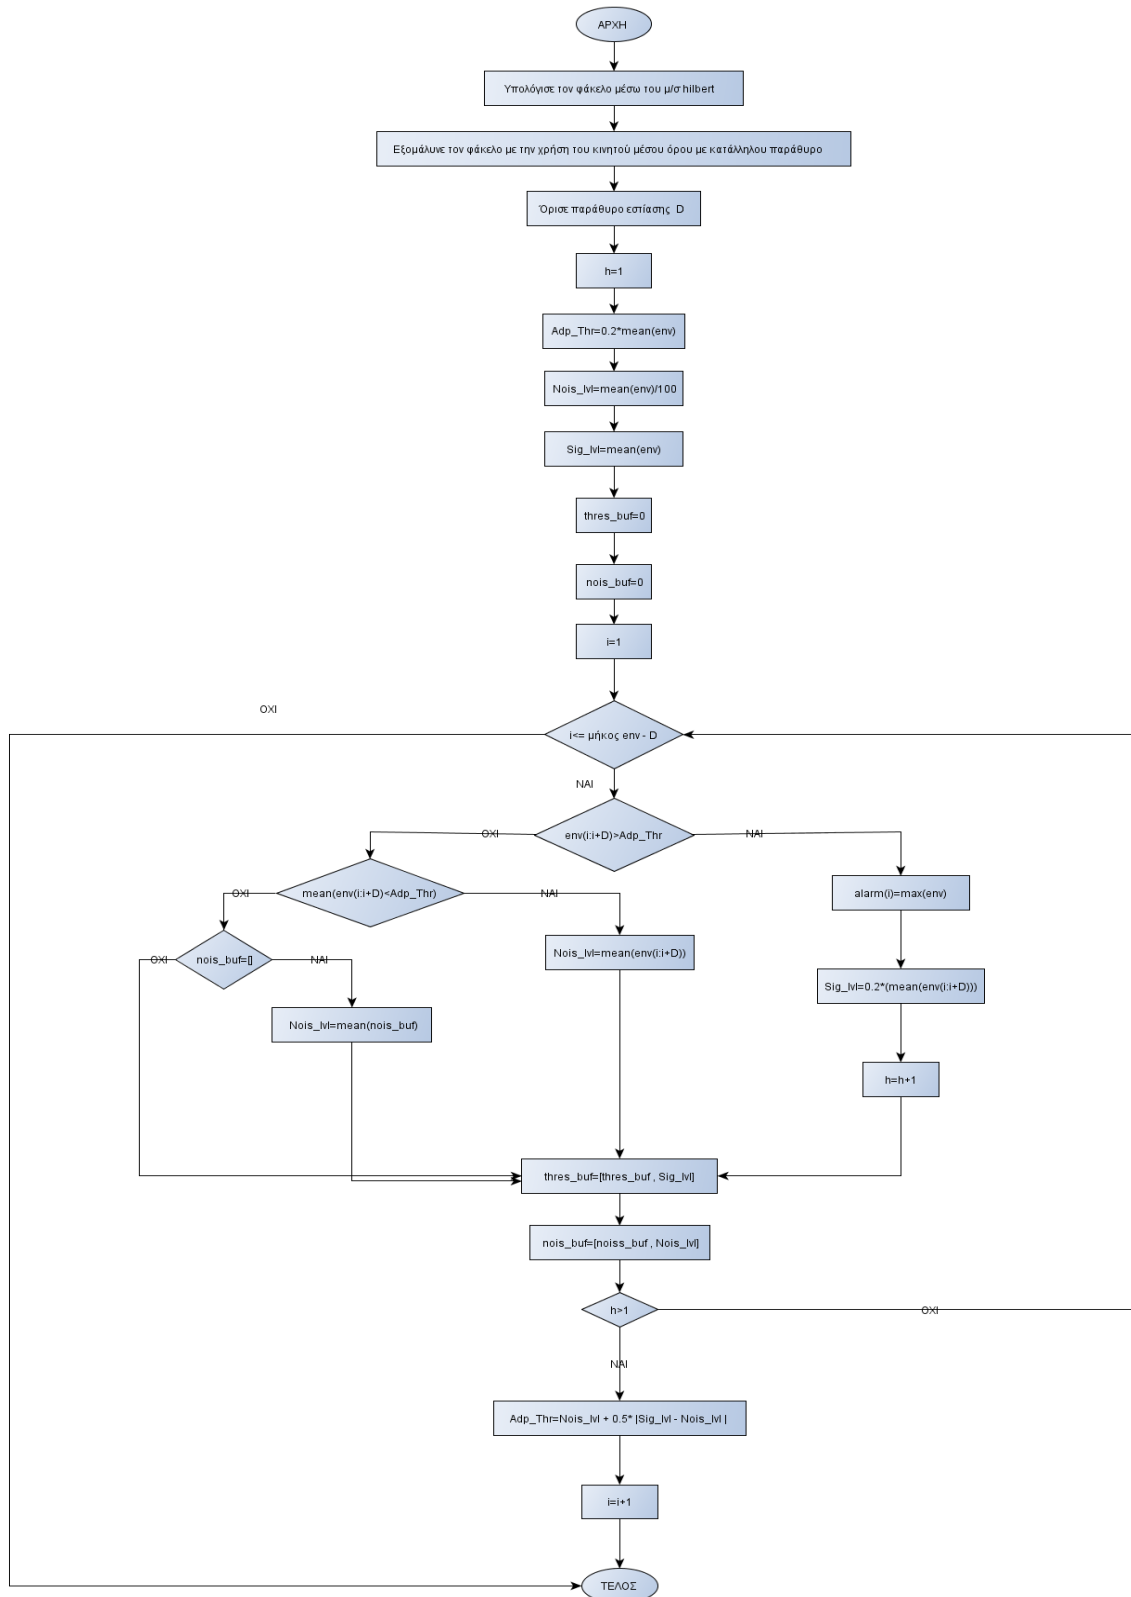 ΑΡΧΗ
Υπολόγισε τον φάκελο μέσω του μ/σ hilbert
Εξομάλυνε τον φάκελο με την χρήση του κινητού μέσου όρου με κατάλληλου παράθυρο
Όρισε παράθυρο εστίασης D
h=1
Adp_Thr=0.2*mean(env)
Nois_lvl=mean(env)/100
Sig_lvl=mean(env)
thres_buf=0
nois_buf=0
i=1
ΟΧΙ
i<= μήκος env - D
ΝΑΙ
env(i:i+D)>Adp_Thr
ΟΧΙ
ΝΑΙ
mean(env(i:i+D)<Adp_Thr)
ΟΧΙ
ΝΑΙ
alarm(i)=max(env)
nois_buf=[]
ΟΧΙ
ΝΑΙ
Nois_lvl=mean(env(i:i+D))
Sig_lvl=0.2*(mean(env(i:i+D)))
Nois_lvl=mean(nois_buf)
h=h+1
thres_buf=[thres_buf , Sig_lvl]
nois_buf=[noiss_buf , Nois_lvl]
h>1
ΟΧΙ
ΝΑΙ
Adp_Thr=Nois_lvl + 0.5* |Sig_lvl - Nois_lvl |
i=i+1
ΤΕΛΟΣ